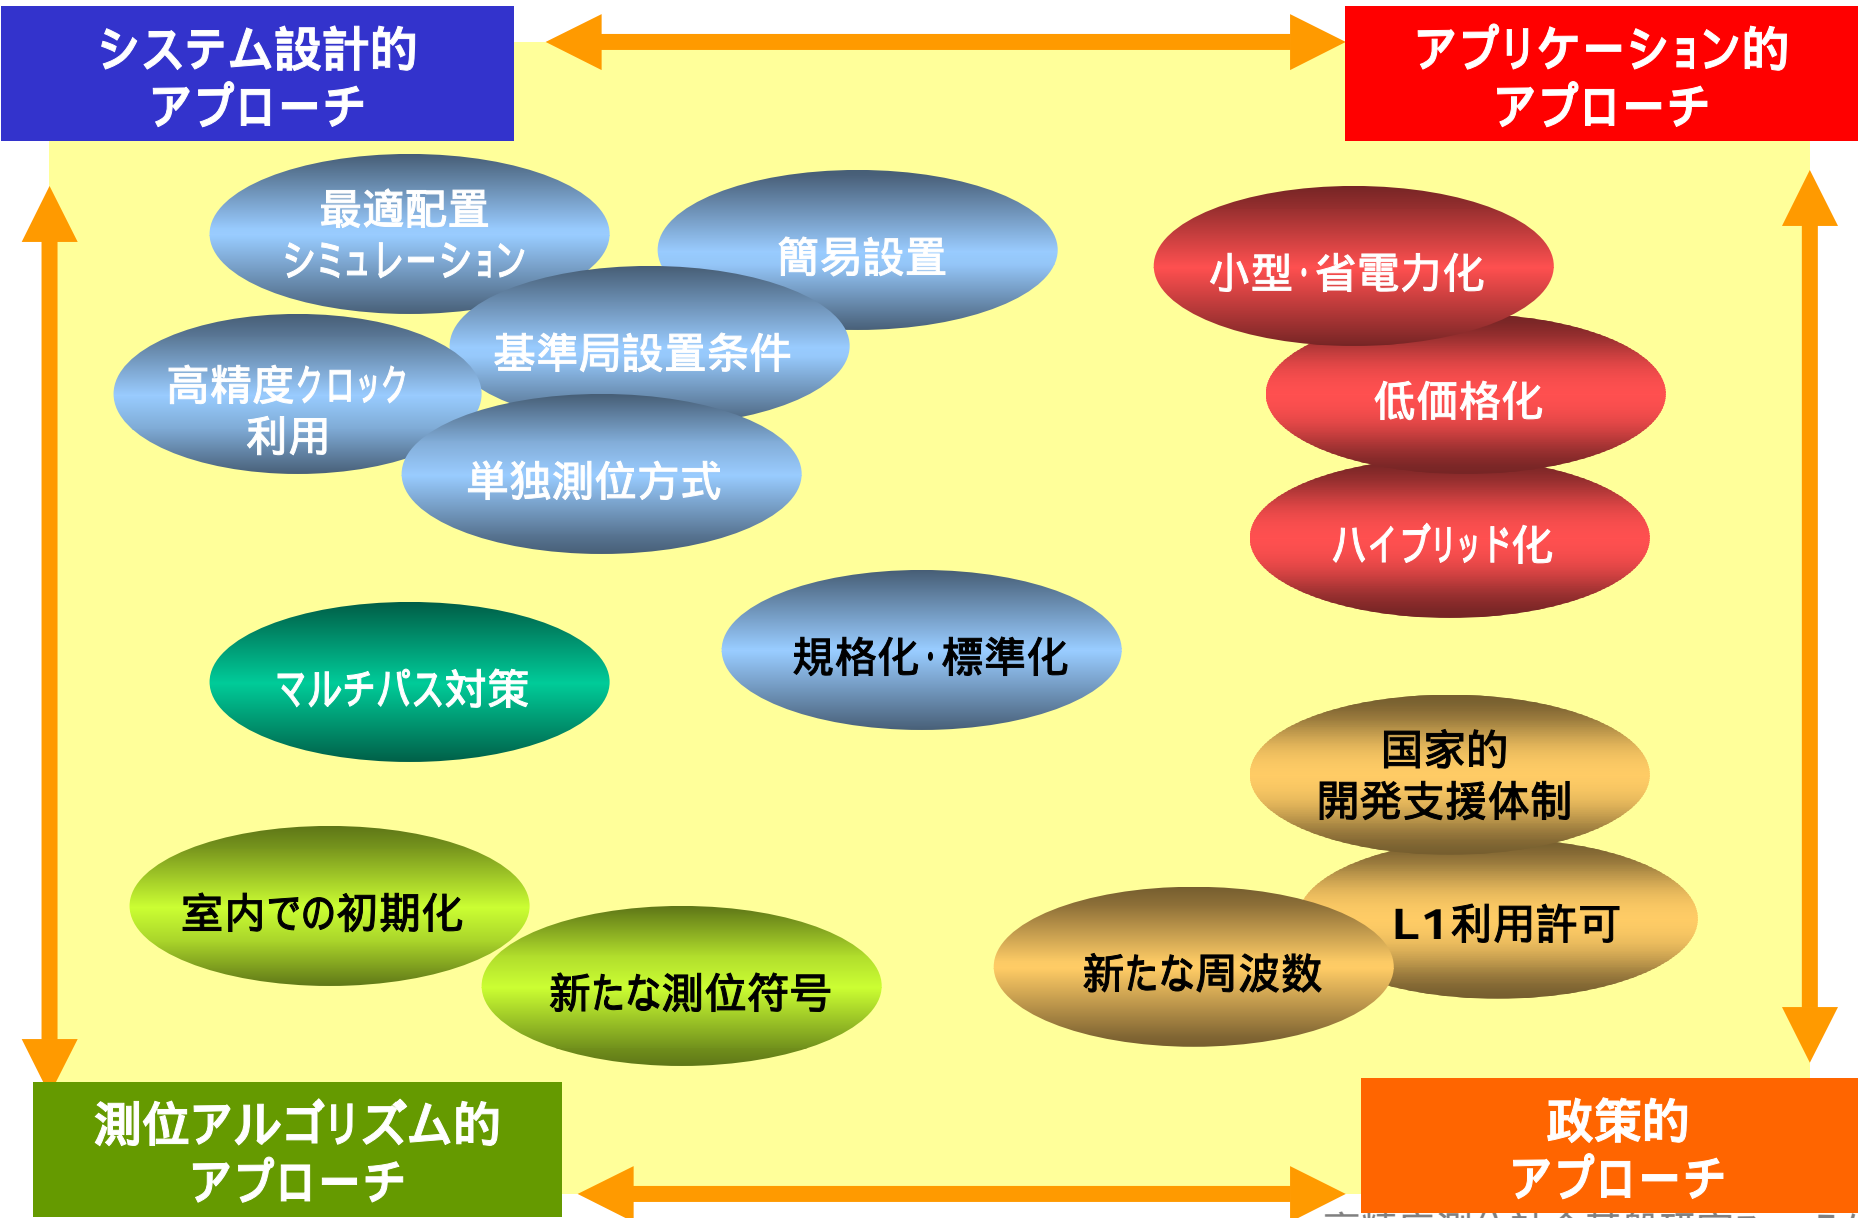 システム設計的
アプローチ
アプリケーション的
アプローチ
最適配置
シミュレーション
簡易設置
小型・省電力化
基準局設置条件
高精度クロック
利用
低価格化
単独測位方式
ハイブリッド化
規格化・標準化
マルチパス対策
国家的
開発支援体制
室内での初期化
L1利用許可
新たな周波数
新たな測位符号
測位アルゴリズム的
アプローチ
政策的
アプローチ